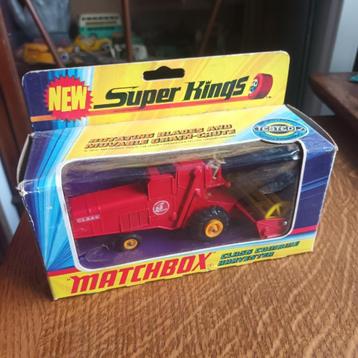 NEW
Super Kings
ROTATING BLADES AND
MOVABLE GRAIN-CHUTE
TESTED
CLAAS
MATCHBOX
CLAAS COMBINE
HARVESTER